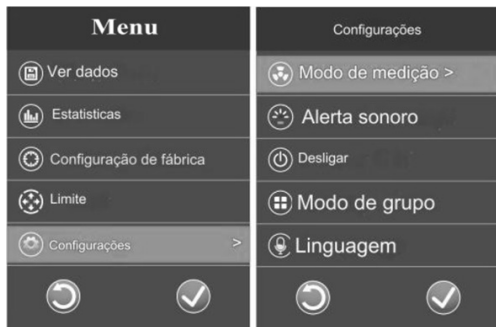 Menu
Ver dados
Estatisticas
Configuração de fábrica
Limite
Configurações >
Configurações
Modo de medição >
Alerta sonoro
Desligar
Modo de grupo
Linguagem